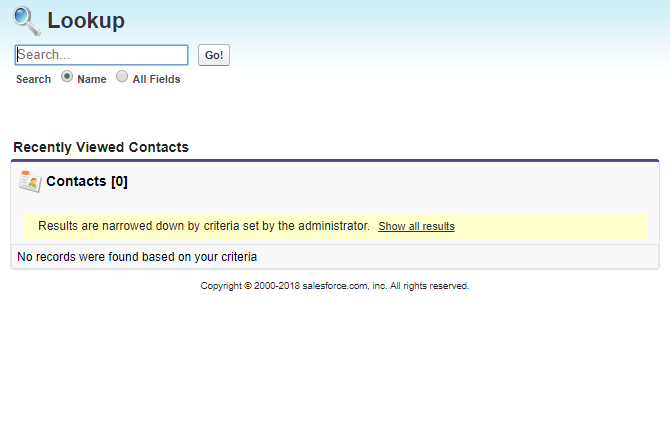 Lookup
Search...
Go!
Search Name All Fields
Recently Viewed Contacts
Contacts [0]
Results are narrowed down by criteria set by the administrator. Show all results
No records were found based on your criteria
Copyright © 2000-2018 salesforce.com, inc. All rights reserved.